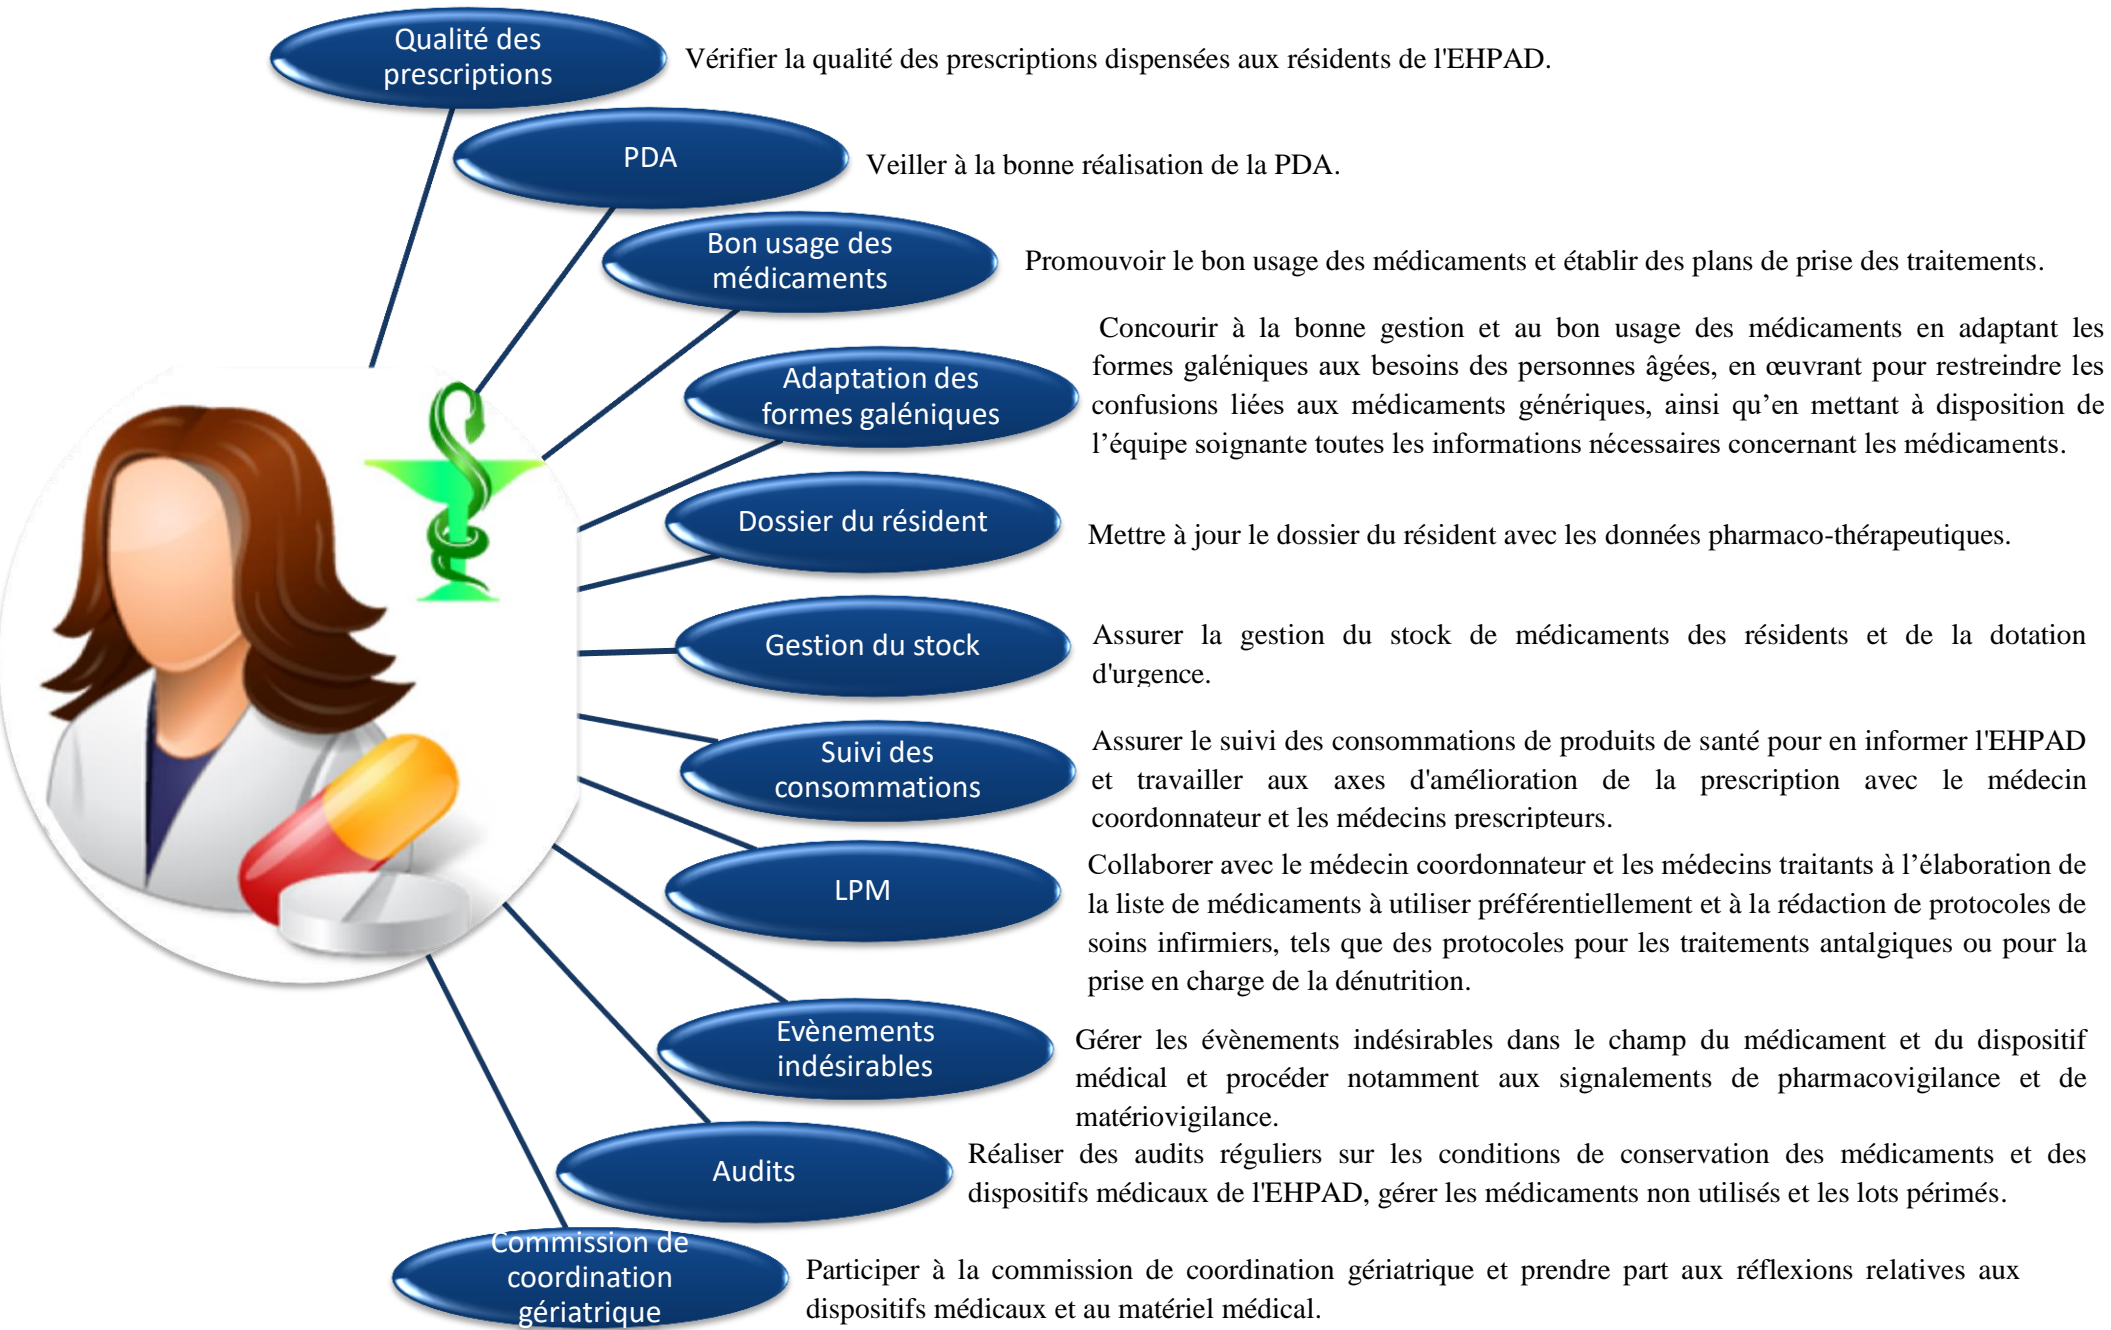 Qualité des
prescriptions
Vérifier la qualité des prescriptions dispensées aux résidents de l'EHPAD.
PDA
Veiller à la bonne réalisation de la PDA.
Bon usage des
médicaments
Promouvoir le bon usage des médicaments et établir des plans de prise des traitements.
Adaptation des
formes galéniques
Concourir à la bonne gestion et au bon usage des médicaments en adaptant les
formes galéniques aux besoins des personnes âgées, en œuvrant pour restreindre les
confusions liées aux médicaments génériques, ainsi qu’en mettant à disposition de
l’équipe soignante toutes les informations nécessaires concernant les médicaments.
Dossier du résident
Mettre à jour le dossier du résident avec les données pharmaco-thérapeutiques.
Gestion du stock
Assurer la gestion du stock de médicaments des résidents et de la dotation
d'urgence.
Suivi des
consommations
Assurer le suivi des consommations de produits de santé pour en informer l'EHPAD
et travailler aux axes d'amélioration de la prescription avec le médecin
coordonnateur et les médecins prescripteurs.
LPM
Collaborer avec le médecin coordonnateur et les médecins traitants à l’élaboration de
la liste de médicaments à utiliser préférentiellement et à la rédaction de protocoles de
soins infirmiers, tels que des protocoles pour les traitements antalgiques ou pour la
prise en charge de la dénutrition.
Evènements
indésirables
Gérer les évènements indésirables dans le champ du médicament et du dispositif
médical et procéder notamment aux signalements de pharmacovigilance et de
matériovigilance.
Audits
Réaliser des audits réguliers sur les conditions de conservation des médicaments et des
dispositifs médicaux de l'EHPAD, gérer les médicaments non utilisés et les lots périmés.
Commission de
coordination
gériatrique
Participer à la commission de coordination gériatrique et prendre part aux réflexions relatives aux
dispositifs médicaux et au matériel médical.